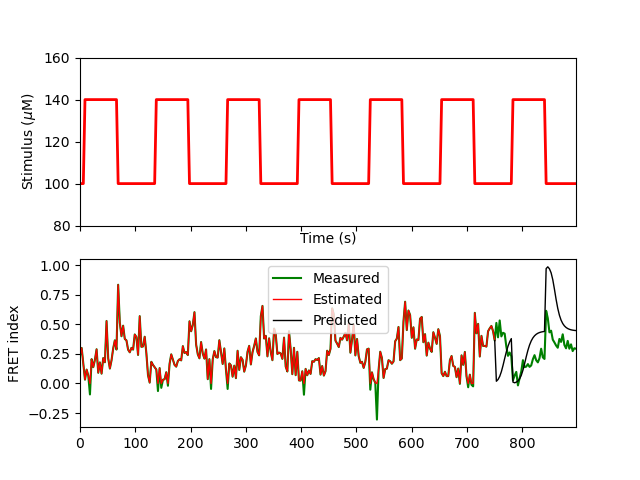 160
140
120
100
80
Stimulus (μM)
Time (s)
1.00
0.75
0.50
0.25
0.00
−0.25
FRET index
Measured
Estimated
Predicted
0 100 200 300 400 500 600 700 800